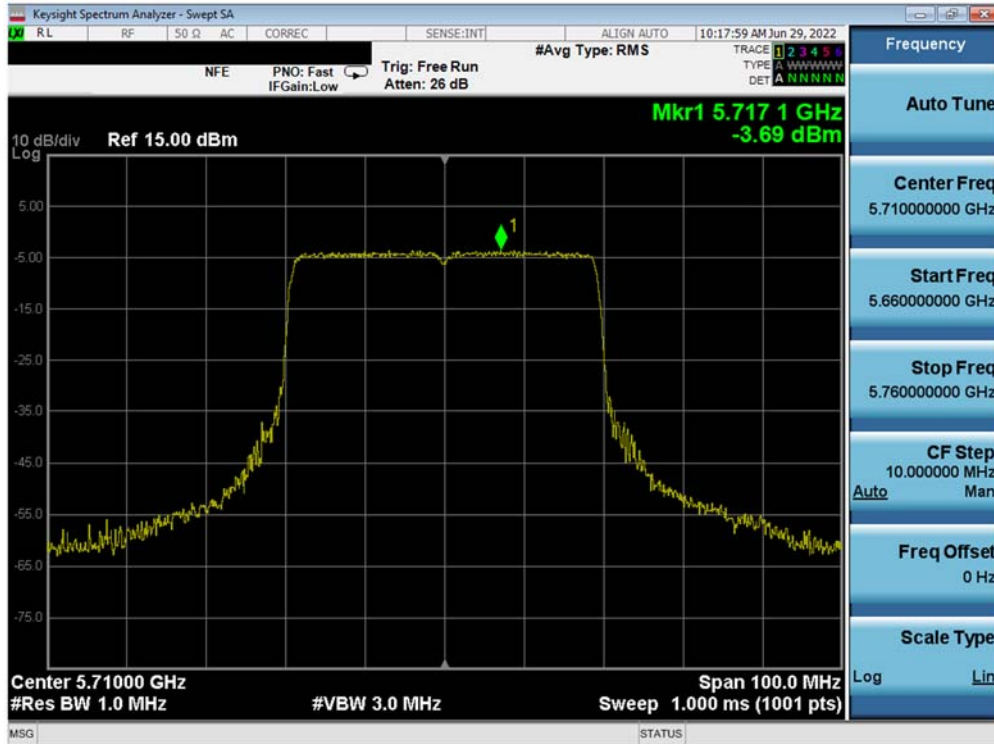 Keysight Spectrum Analyzer - Swept SA
LXI RL RF 50 Ω AC CORREC SENSE:INT ALIGN AUTO 10:17:59 AM Jun 29, 2022
#Avg Type: RMS TRACE 1 2 3 4 5 6
NFE PNO: Fast Trig: Free Run TYPE A WWWWW
IFGain:Low Atten: 26 dB DET A N N N N N
Mkr1 5.717 1 GHz
-3.69 dBm
10 dB/div Ref 15.00 dBm
Log
1
5.00
-5.00
-15.0
-25.0
-35.0
-45.0
-55.0
-65.0
-75.0
Center 5.71000 GHz Span 100.0 MHz
#Res BW 1.0 MHz #VBW 3.0 MHz Sweep 1.000 ms (1001 pts)
MSG STATUS
Frequency
Auto Tune
Center Freq
5.710000000 GHz
Start Freq
5.660000000 GHz
Stop Freq
5.760000000 GHz
CF Step
10.000000 MHz
Auto Man
Freq Offset
0 Hz
Scale Type
Log Lin